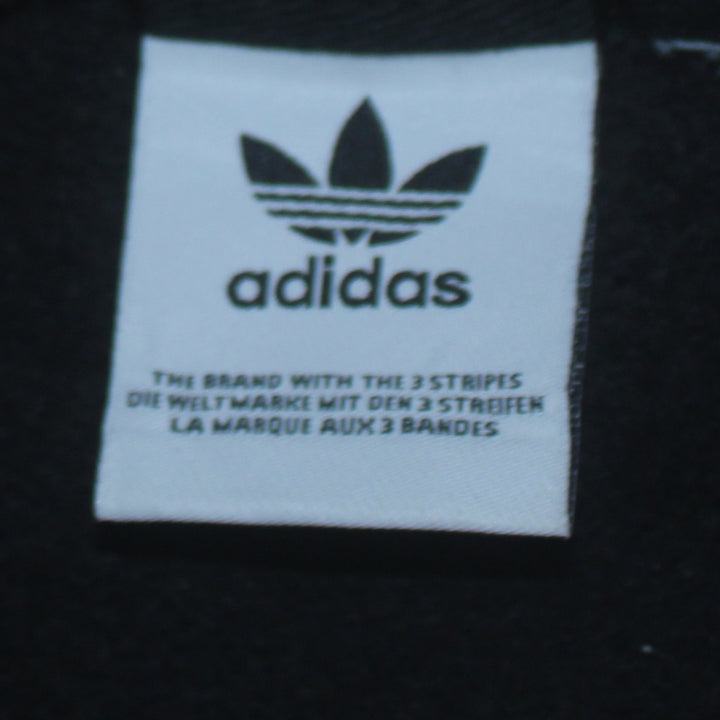 adidas
THE BRAND WITH THE 3 STRIPES
DIE WELTMARKE MIT DEN 3 STREIFEN
LA MARQUE AUX 3 BANDES